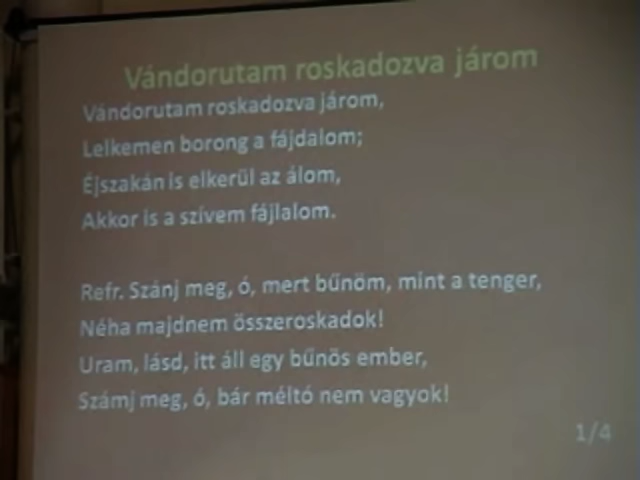 Vándorutam roskadozva járom
Vándorutam roskadozva járom,
Lelkemen borong a fájdalom;
Éjszakán is elkerül az álom,
Akkor is a szívem fájlalom.
Refr. Szánj meg, ó, mert bűnöm, mint a tenger,
Néha majdnem összeroskadok!
Uram, lásd, itt áll egy bűnös ember,
Számj meg, ó, bár méltó nem vagyok!
1/4